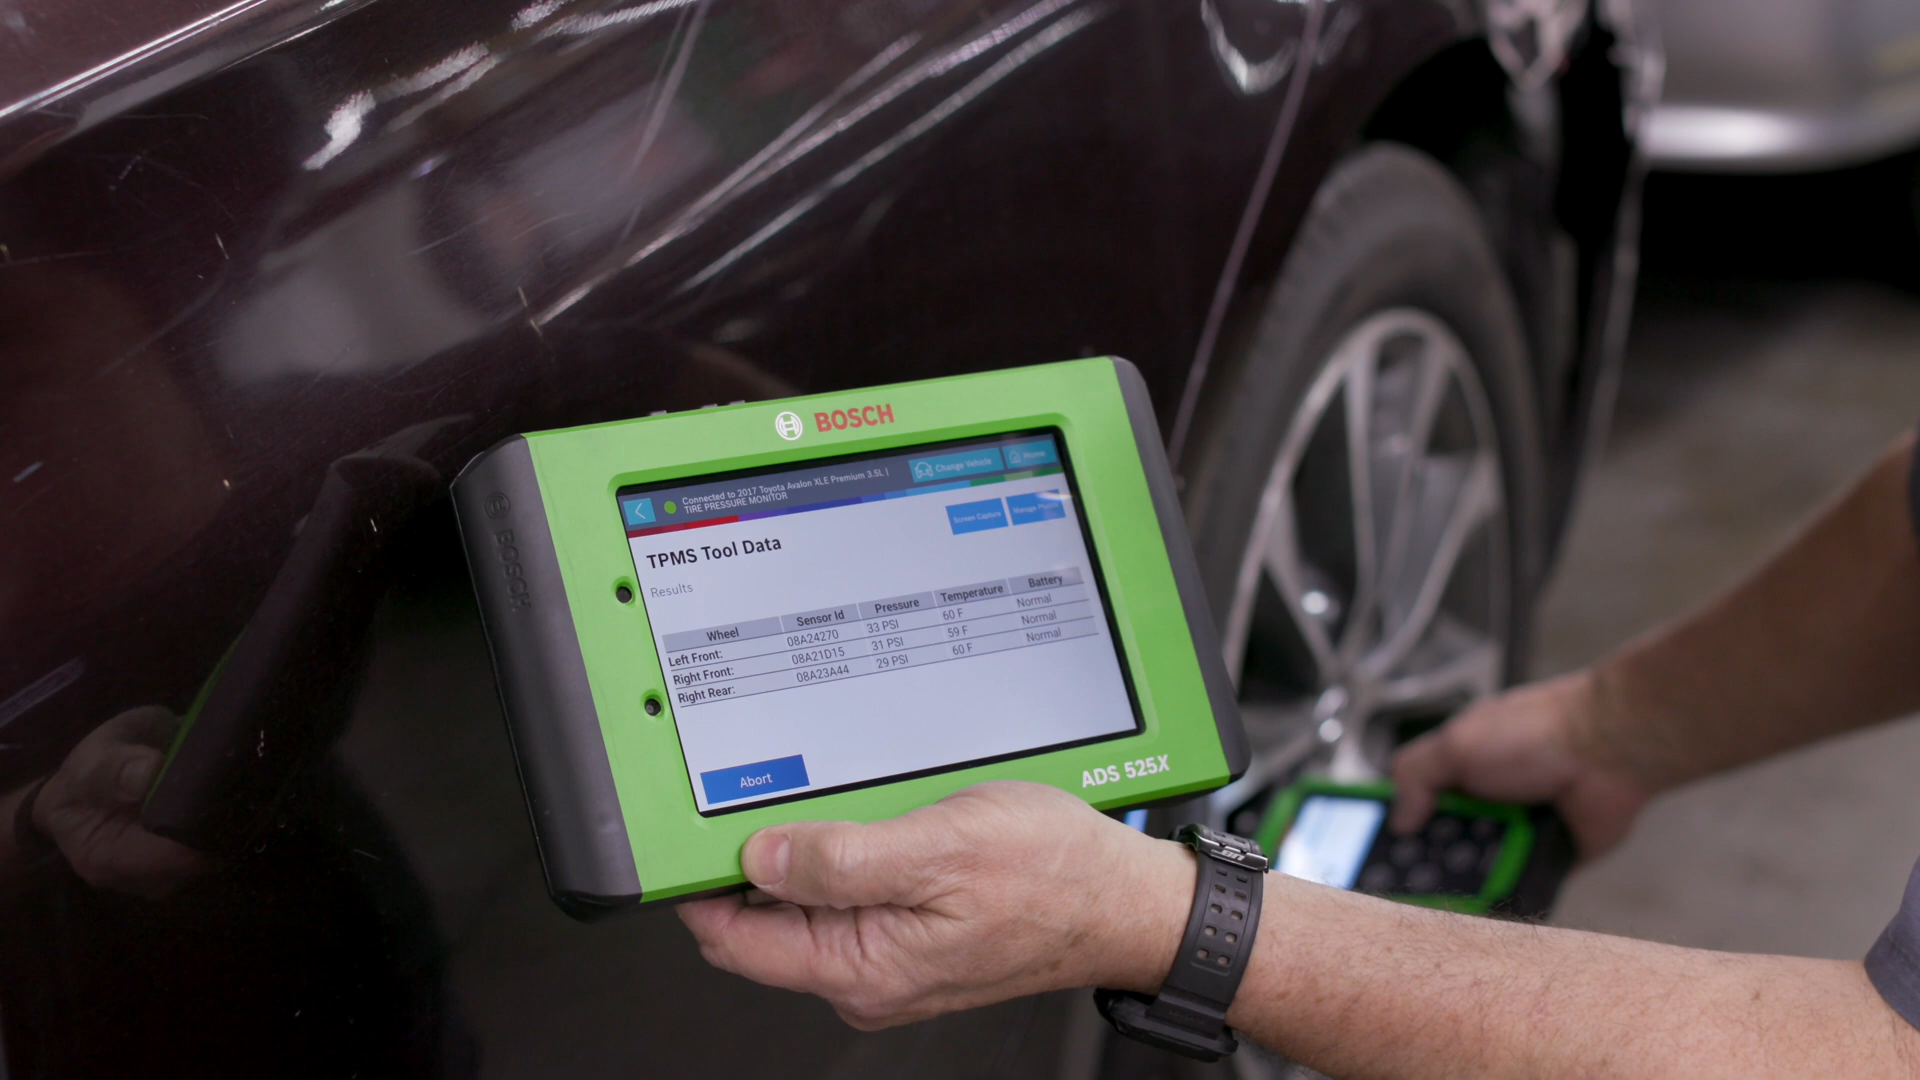 BOSCH
BOSCH
Connected to 2017 Toyota Avalon XLE Premium 3.5L |
TIRE PRESSURE MONITOR
Change Vehicle
Home
Screen Capture
Manage
TPMS Tool Data
Results
Wheel Sensor Id Pressure Temperature Battery
Left Front: 08A24270 33 PSI 60 F Normal
Right Front: 08A21D15 31 PSI 59 F Normal
Right Rear: 08A23A44 29 PSI 60 F Normal
Abort
ADS 525X